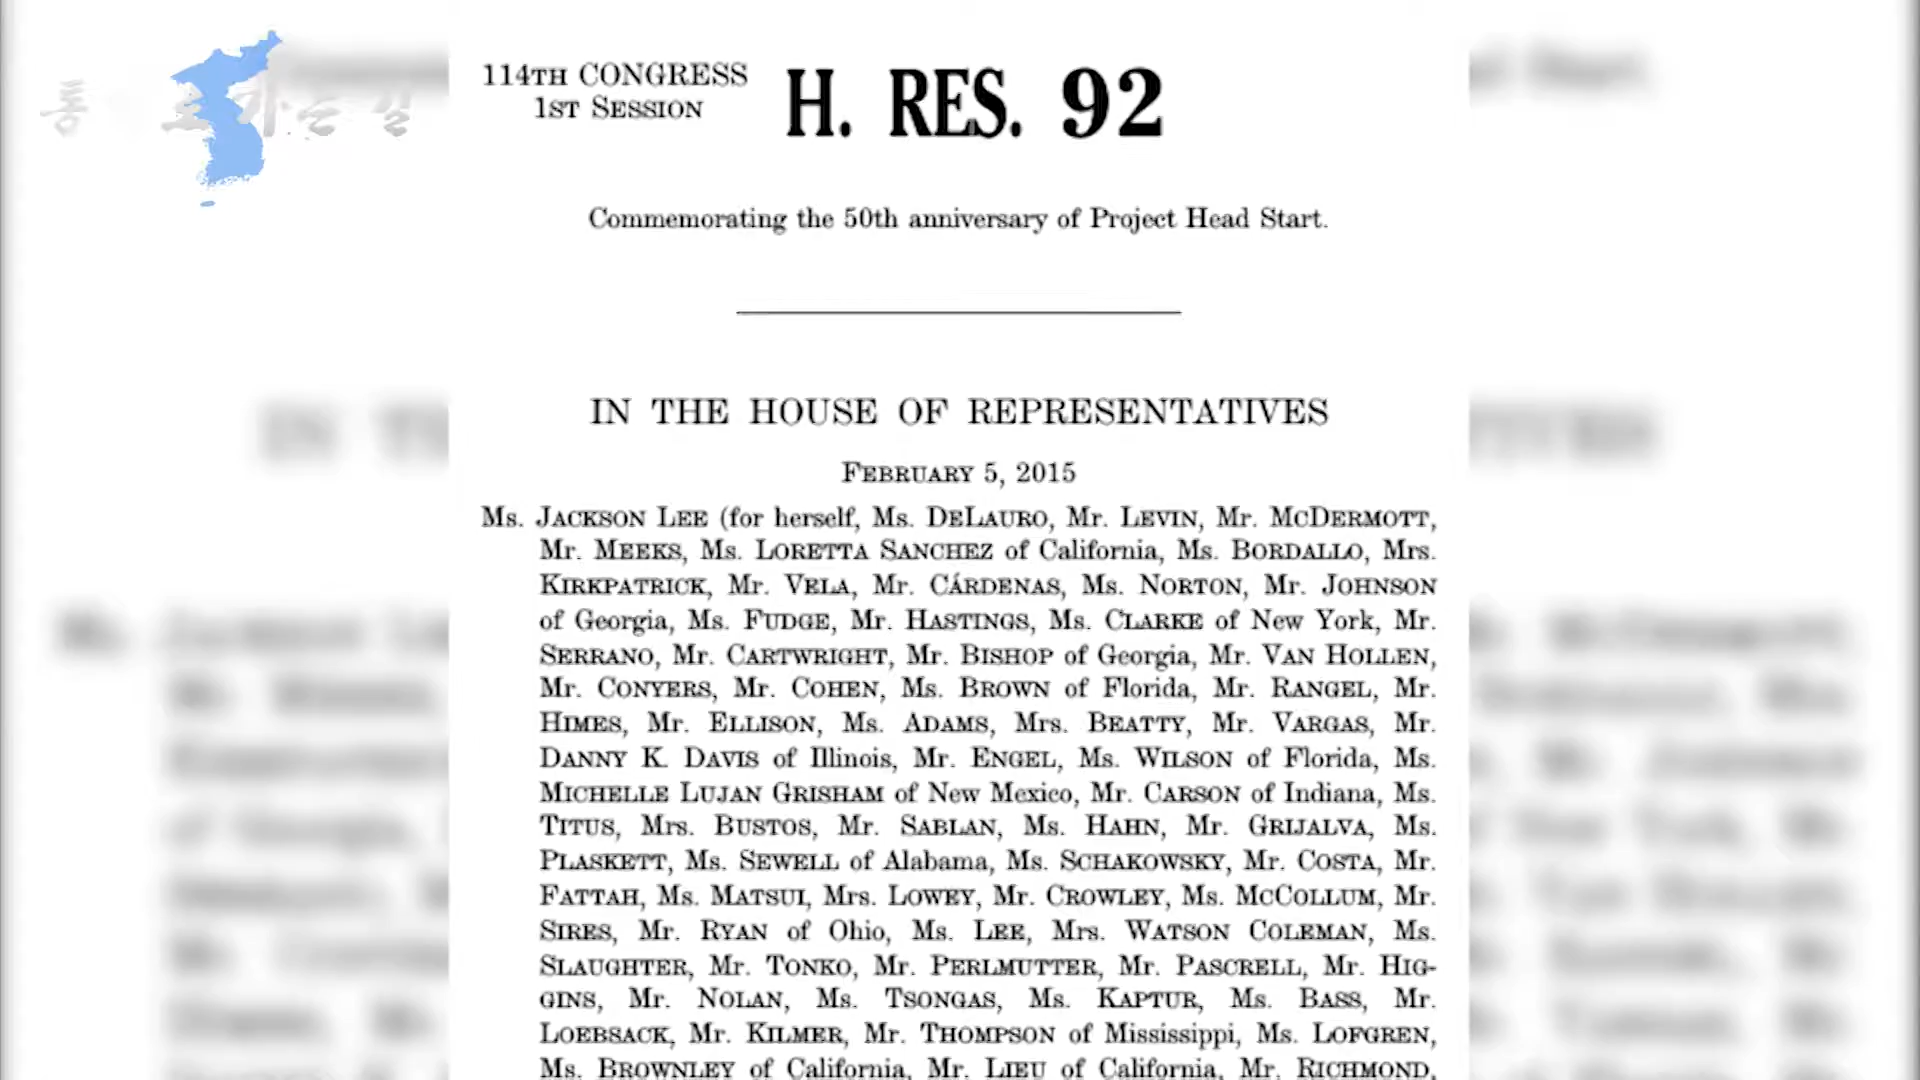 통 로 가는 길
114TH CONGRESS
1ST SESSION
H. RES. 92
Commemorating the 50th anniversary of Project Head Start.
IN THE HOUSE OF REPRESENTATIVES
FEBRUARY 5, 2015
Ms. JACKSON LEE (for herself, Ms. DELAURO, Mr. LEVIN, Mr. MCDERMOTT,
Mr. MEEKS, Ms. LORETTA SANCHEZ of California, Ms. BORDALLO, Mrs.
KIRKPATRICK, Mr. VELA, Mr. CÁRDENAS, Ms. NORTON, Mr. JOHNSON
of Georgia, Ms. FUDGE, Mr. HASTINGS, Ms. CLARKE of New York, Mr.
SERRANO, Mr. CARTWRIGHT, Mr. BISHOP of Georgia, Mr. VAN HOLLEN,
Mr. CONYERS, Mr. COHEN, Ms. BROWN of Florida, Mr. RANGEL, Mr.
HIMES, Mr. ELLISON, Ms. ADAMS, Mrs. BEATTY, Mr. VARGAS, Mr.
DANNY K. DAVIS of Illinois, Mr. ENGEL, Ms. WILSON of Florida, Ms.
MICHELLE LUJAN GRISHAM of New Mexico, Mr. CARSON of Indiana, Ms.
TITUS, Mrs. BUSTOS, Mr. SABLAN, Ms. HAHN, Mr. GRIJALVA, Ms.
PLASKETT, Ms. SEWELL of Alabama, Ms. SCHAKOWSKY, Mr. COSTA, Mr.
FATTAH, Ms. MATSUI, Mrs. LOWEY, Mr. CROWLEY, Ms. MCCOLLUM, Mr.
SIRES, Mr. RYAN of Ohio, Ms. LEE, Mrs. WATSON COLEMAN, Ms.
SLAUGHTER, Mr. TONKO, Mr. PERLMUTTER, Mr. PASCRELL, Mr. HIG-
GINS, Mr. NOLAN, Ms. TSONGAS, Ms. KAPTUR, Ms. BASS, Mr.
LOEBSACK, Mr. KILMER, Mr. THOMPSON of Mississippi, Ms. LOFGREN,
Ms. BROWNLEY of California, Mr. LIEU of California, Mr. RICHMOND,